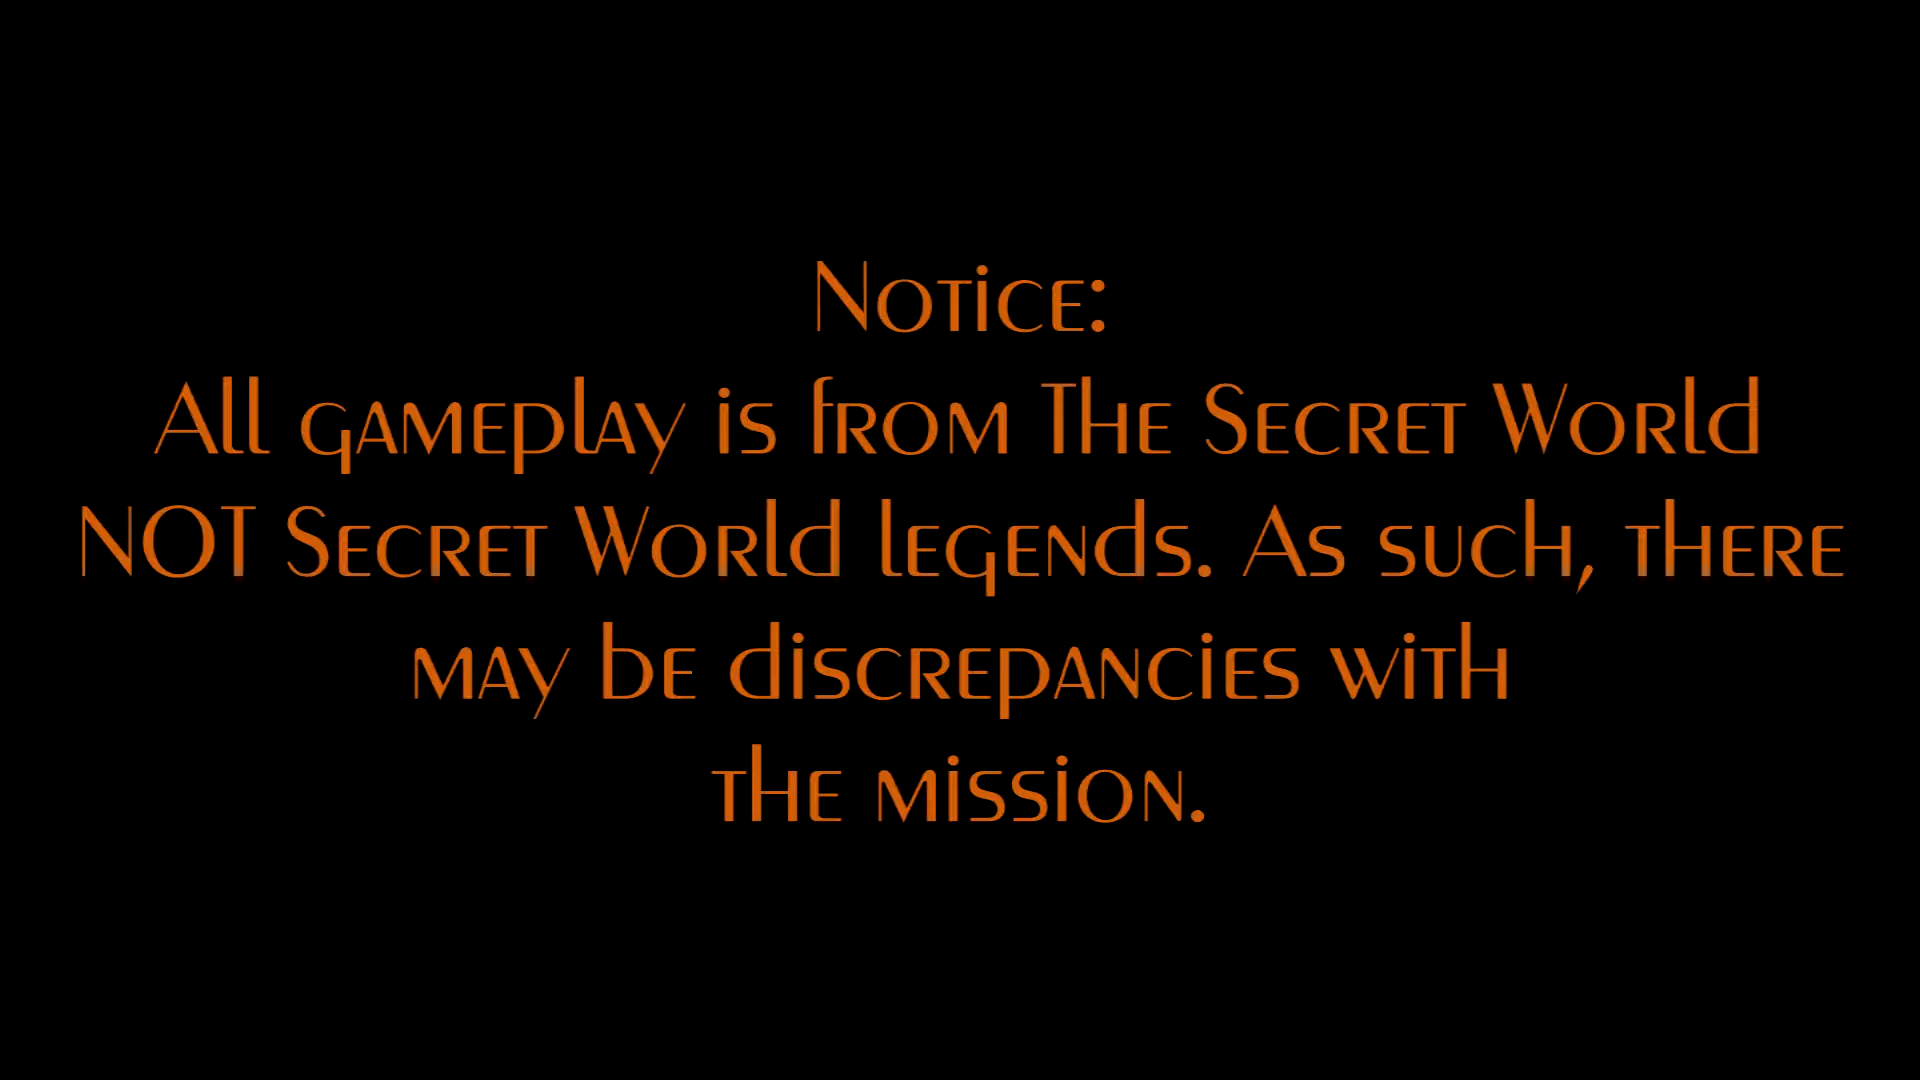 Notice:
All gameplay is from The Secret World
NOT Secret World legends. As such, there
may be discrepancies with
the mission.